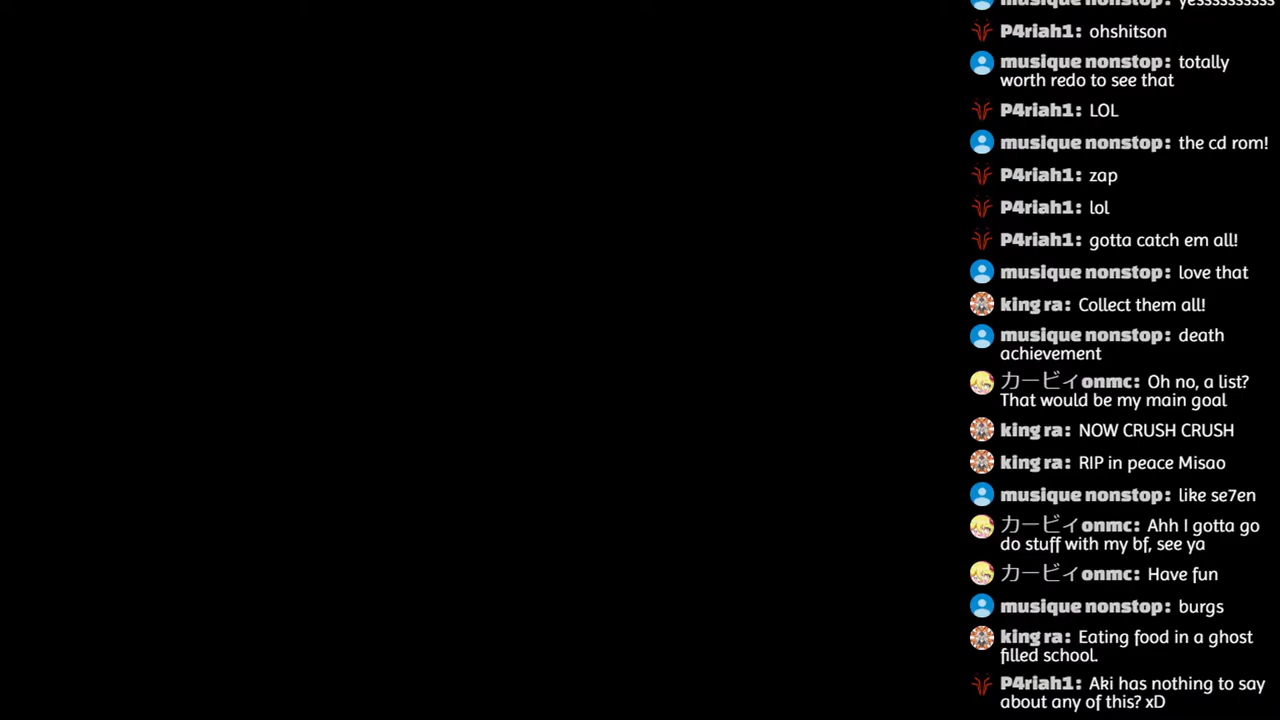 musique nonstop: yesssssssss
P4riah1: ohshitson
musique nonstop: totally
worth redo to see that
P4riah1: LOL
musique nonstop: the cd rom!
P4riah1: zap
P4riah1: lol
P4riah1: gotta catch em all!
musique nonstop: love that
king ra: Collect them all!
musique nonstop: death
achievement
カービィonmc: Oh no, a list?
That would be my main goal
king ra: NOW CRUSH CRUSH
king ra: RIP in peace Misao
musique nonstop: like se7en
カービィonmc: Ahh I gotta go
do stuff with my bf, see ya
カービィonmc: Have fun
musique nonstop: burgs
king ra: Eating food in a ghost
filled school.
P4riah1: Aki has nothing to say
about any of this? xD